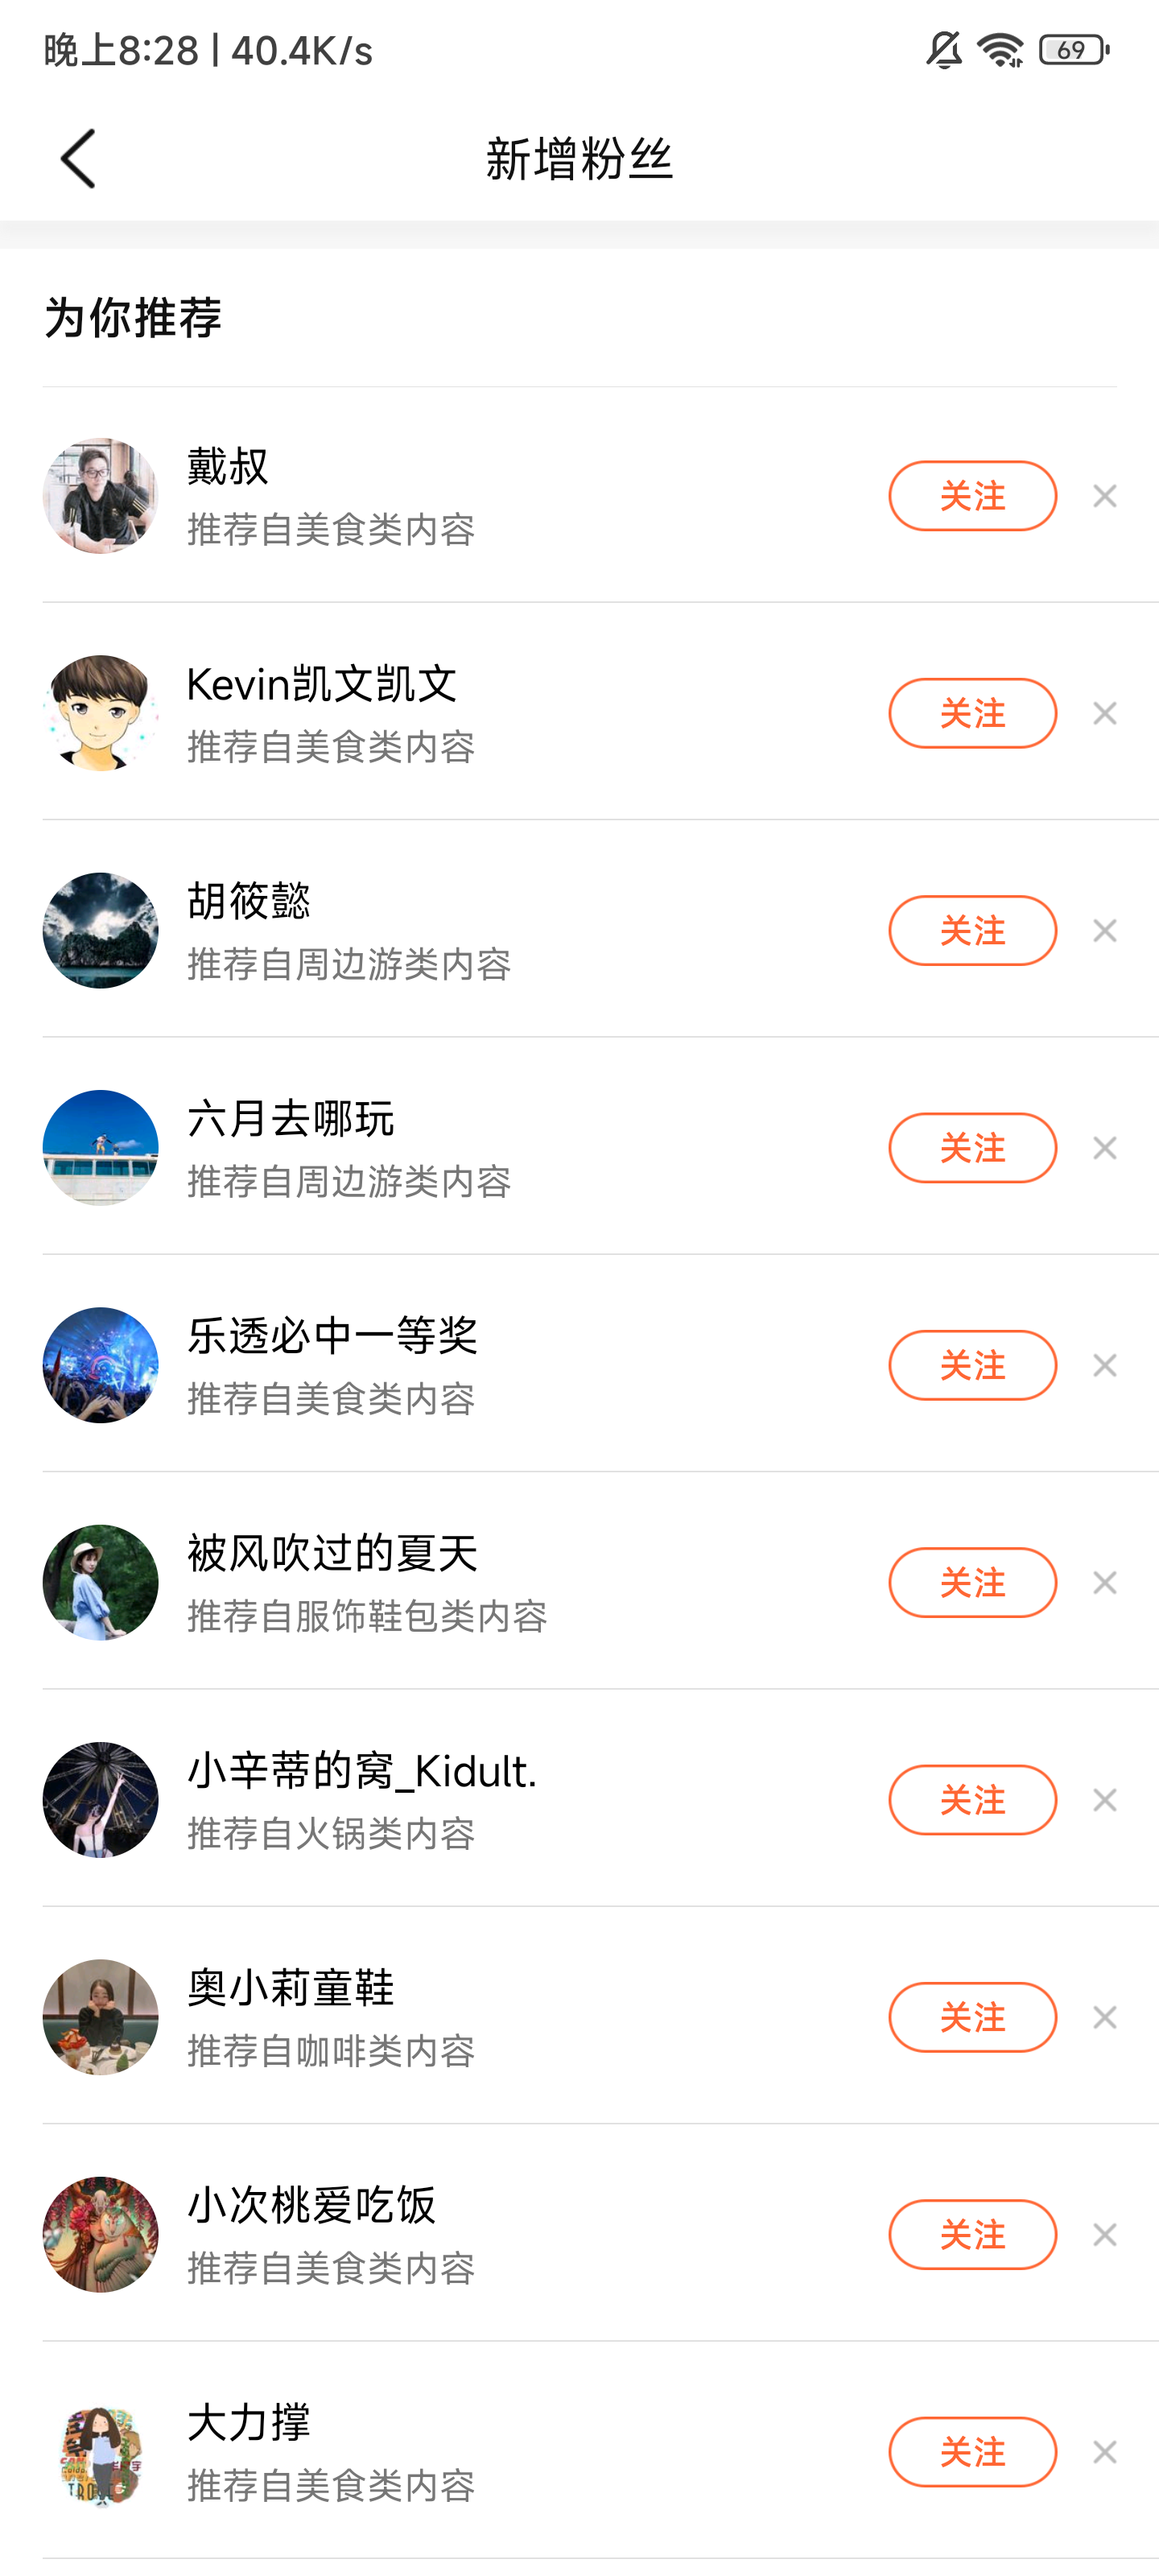 晚上8:28 | 40.4K/s
69
新增粉丝
为你推荐
戴叔
推荐自美食类内容
关注
Kevin凯文凯文
推荐自美食类内容
关注
胡筱懿
推荐自周边游类内容
关注
六月去哪玩
推荐自周边游类内容
关注
乐透必中一等奖
推荐自美食类内容
关注
被风吹过的夏天
推荐自服饰鞋包类内容
关注
小辛蒂的窝_Kidult.
推荐自火锅类内容
关注
奥小莉童鞋
推荐自咖啡类内容
关注
小次桃爱吃饭
推荐自美食类内容
关注
大力撑
推荐自美食类内容
关注